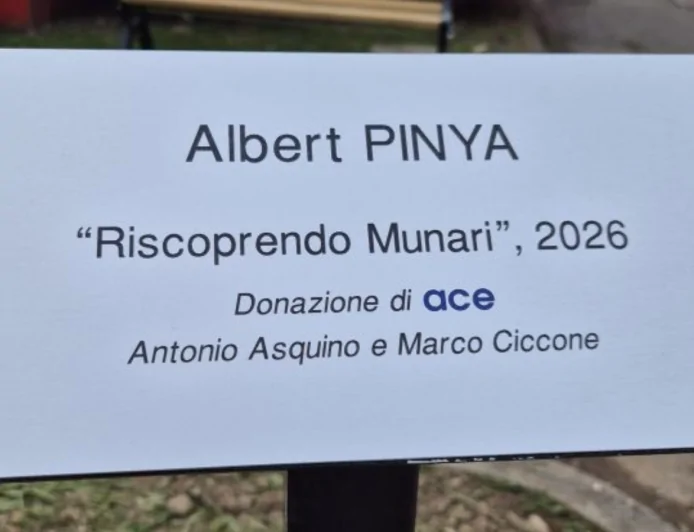 Albert PINYA
“Riscoprendo Munari”, 2026
Donazione di ace
Antonio Asquino e Marco Ciccone